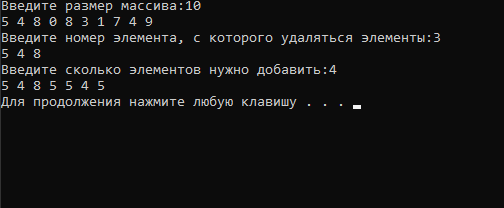 Введите размер массива:10
5 4 8 0 8 3 1 7 4 9
Введите номер элемента, с которого удаляться элементы:3
5 4 8
Введите сколько элементов нужно добавить:4
5 4 8 5 5 4 5
Для продолжения нажмите любую клавишу . . .